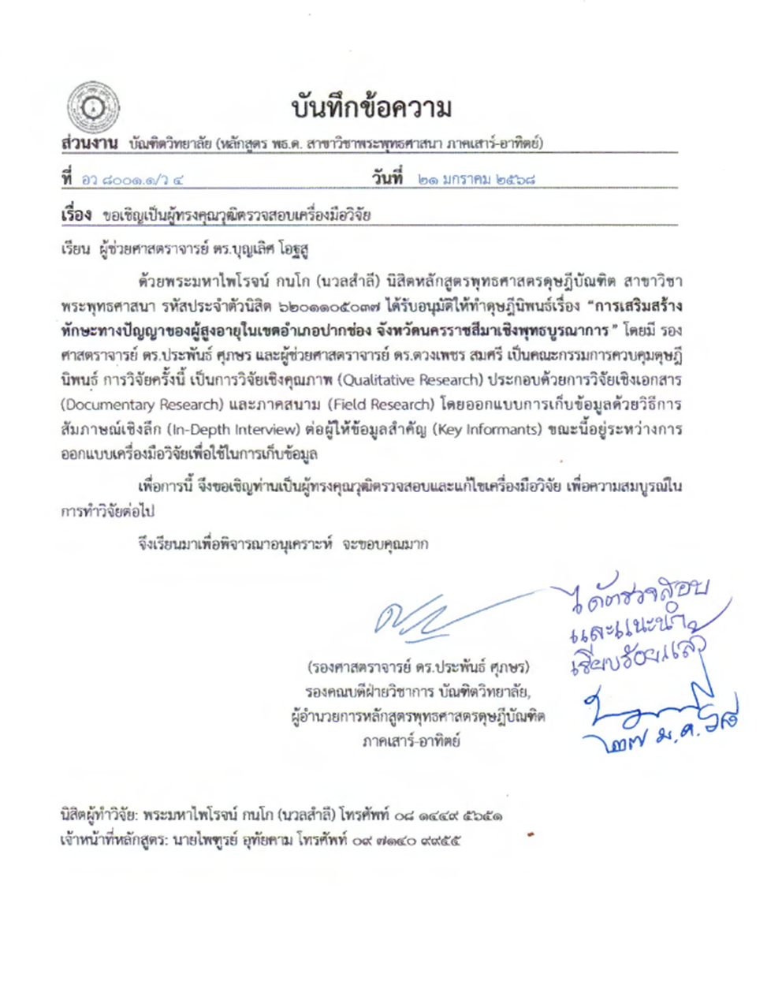 บันทึกข้อความ
ส่วนงาน บัณฑิตวิทยาลัย (หลักสูตร พธ.ด. สาขาวิชาพระพุทธศาสนา ภาคเสาร์-อาทิตย์)
ที่ อว ๘๐๐๑.๑/ว ๔ วันที่ ๒๑ มกราคม ๒๕๖๘
เรื่อง ขอเชิญเป็นผู้ทรงคุณวุฒิตรวจสอบเครื่องมือวิจัย
เรียน ผู้ช่วยศาสตราจารย์ ดร.บุญเลิศ โอฐสู
ด้วยพระมหาไพโรจน์ กนโก (นวลสำลี) นิสิตหลักสูตรพุทธศาสตรดุษฎีบัณฑิต สาขาวิชา
พระพุทธศาสนา รหัสประจำตัวนิสิต ๖๒๐๑๑๐๕๐๓๗ ได้รับอนุมัติให้ทำดุษฎีนิพนธ์เรื่อง “การเสริมสร้าง
ทักษะทางปัญญาของผู้สูงอายุในเขตอำเภอปากช่อง จังหวัดนครราชสีมาเชิงพุทธบูรณาการ” โดยมี รอง
ศาสตราจารย์ ดร.ประพันธ์ ศุภษร และผู้ช่วยศาสตราจารย์ ดร.ดวงเพชร สมศรี เป็นคณะกรรมการควบคุมดุษฎี
นิพนธ์ การวิจัยครั้งนี้ เป็นการวิจัยเชิงคุณภาพ (Qualitative Research) ประกอบด้วยการวิจัยเชิงเอกสาร
(Documentary Research) และภาคสนาม (Field Research) โดยออกแบบการเก็บข้อมูลด้วยวิธีการ
สัมภาษณ์เชิงลึก (In-Depth Interview) ต่อผู้ให้ข้อมูลสำคัญ (Key Informants) ขณะนี้อยู่ระหว่างการ
ออกแบบเครื่องมือวิจัยเพื่อใช้ในการเก็บข้อมูล
เพื่อการนี้ จึงขอเชิญท่านเป็นผู้ทรงคุณวุฒิตรวจสอบและแก้ไขเครื่องมือวิจัย เพื่อความสมบูรณ์ใน
การทำวิจัยต่อไป
จึงเรียนมาเพื่อพิจารณาอนุเคราะห์ จะขอบคุณมาก
ได้ตรวจสอบ
และแนะนำ
เรียบร้อยแล้ว
๒๗ ม.ค. ๖๘
(รองศาสตราจารย์ ดร.ประพันธ์ ศุภษร)
รองคณบดีฝ่ายวิชาการ บัณฑิตวิทยาลัย,
ผู้อำนวยการหลักสูตรพุทธศาสตรดุษฎีบัณฑิต
ภาคเสาร์-อาทิตย์
นิสิตผู้ทำวิจัย: พระมหาไพโรจน์ กนโก (นวลสำลี) โทรศัพท์ ๐๘ ๑๔๔๙ ๕๖๕๑
เจ้าหน้าที่หลักสูตร: นายไพฑูรย์ อุทัยคาม โทรศัพท์ ๐๙ ๗๑๔๐ ๙๙๕๕